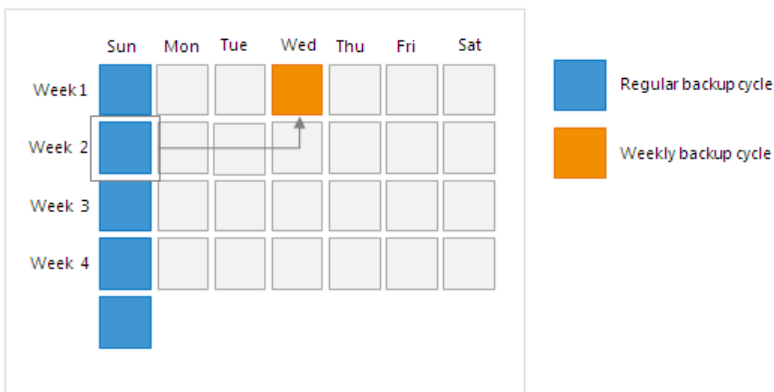 Sun Mon Tue Wed Thu Fri Sat
Week 1
Week 2
Week 3
Week 4
Regular backup cycle
Weekly backup cycle